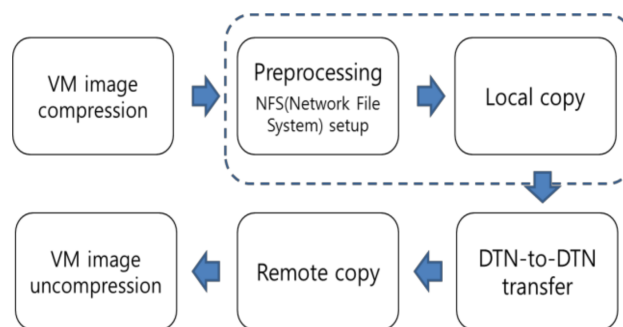 VM image
compression
Preprocessing
NFS(Network File
System) setup
Local copy
VM image
uncompression
Remote copy
DTN-to-DTN
transfer